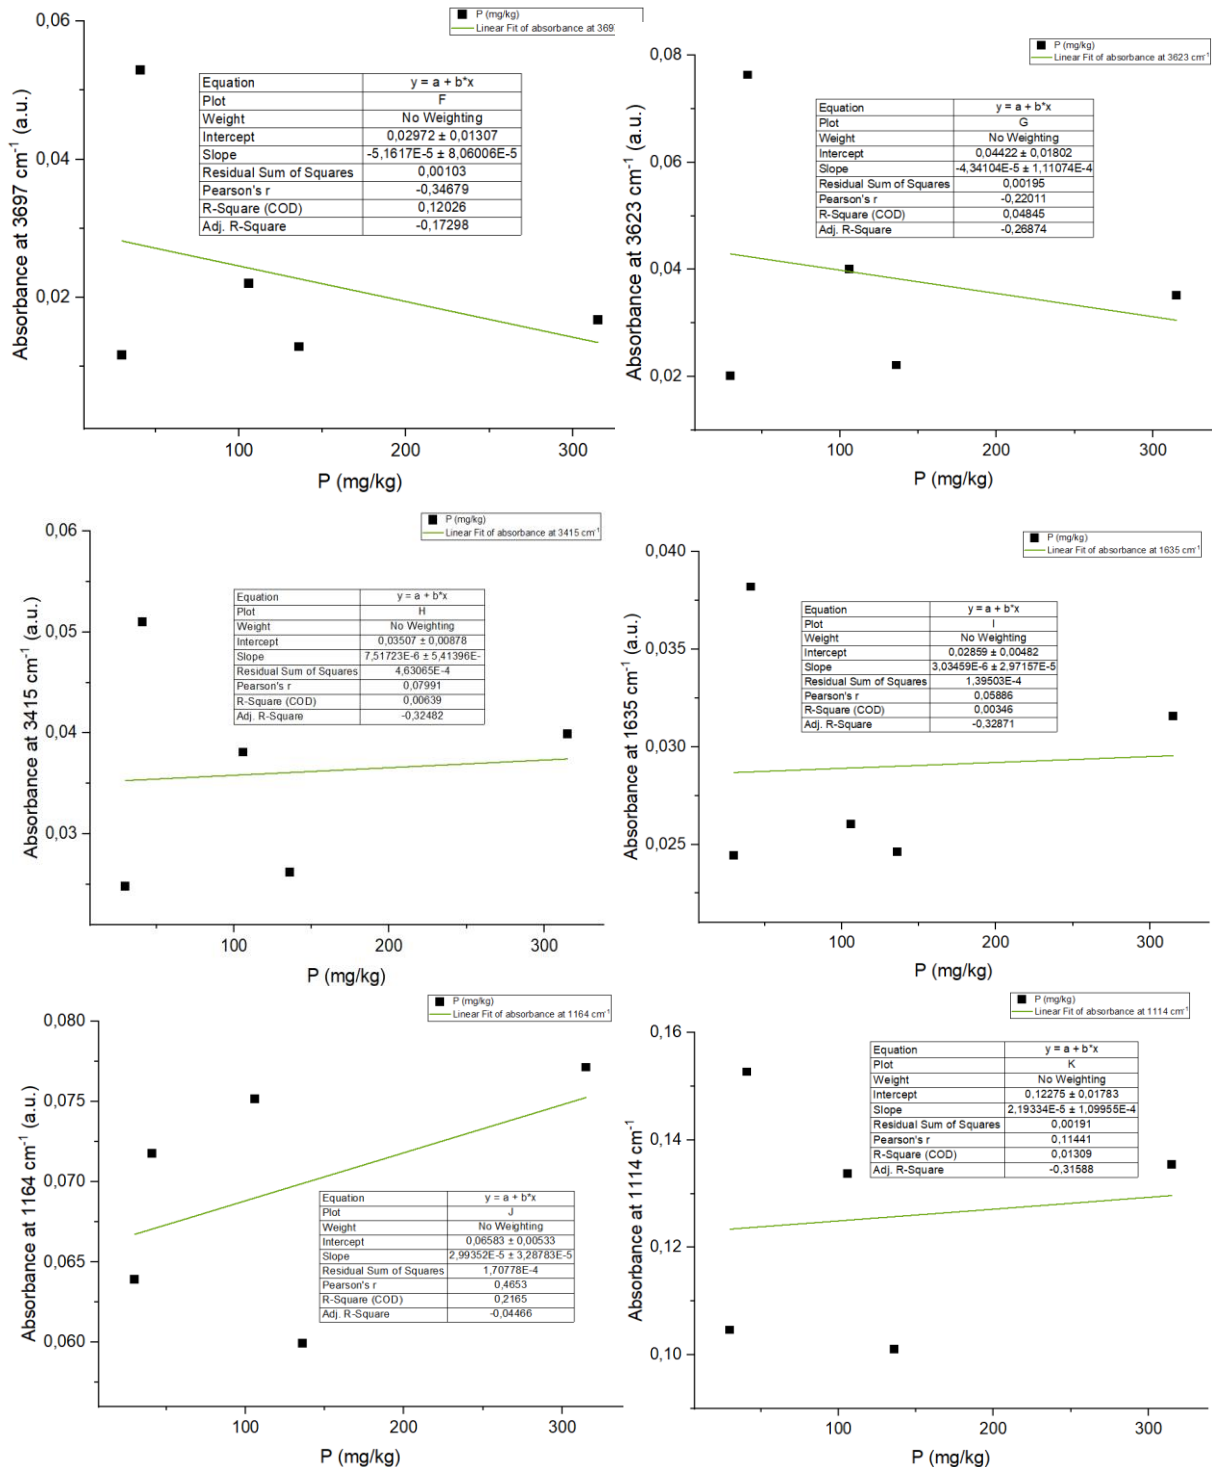 P (mg/kg)
Linear Fit of absorbance at 3697
0,06
0,04
0,02
Absorbance at 3697 cm⁻¹ (a.u.)
Equation y = a + b*x
Plot F
Weight No Weighting
Intercept 0,02972 ± 0,01307
Slope -5,1617E-5 ± 8,06006E-5
Residual Sum of Squares 0,00103
Pearson's r -0,34679
R-Square (COD) 0,12026
Adj. R-Square -0,17298
100 200 300
P (mg/kg)
P (mg/kg)
Linear Fit of absorbance at 3623 cm⁻¹
0,08
0,06
0,04
0,02
Absorbance at 3623 cm⁻¹ (a.u.)
Equation y = a + b*x
Plot G
Weight No Weighting
Intercept 0,04422 ± 0,01802
Slope -4,34104E-5 ± 1,11074E-4
Residual Sum of Squares 0,00195
Pearson's r -0,22011
R-Square (COD) 0,04845
Adj. R-Square -0,26874
100 200 300
P (mg/kg)
P (mg/kg)
Linear Fit of absorbance at 3415 cm⁻¹
0,06
0,05
0,04
0,03
Absorbance at 3415 cm⁻¹ (a.u.)
Equation y = a + b*x
Plot H
Weight No Weighting
Intercept 0,03507 ± 0,00878
Slope 7,51723E-6 ± 5,41396E-
Residual Sum of Squares 4,63065E-4
Pearson's r 0,07991
R-Square (COD) 0,00639
Adj. R-Square -0,32482
100 200 300
P (mg/kg)
P (mg/kg)
Linear Fit of absorbance at 1635 cm⁻¹
0,040
0,035
0,030
0,025
Absorbance at 1635 cm⁻¹ (a.u.)
Equation y = a + b*x
Plot I
Weight No Weighting
Intercept 0,02859 ± 0,00482
Slope 3,03459E-6 ± 2,97157E-5
Residual Sum of Squares 1,39503E-4
Pearson's r 0,05886
R-Square (COD) 0,00346
Adj. R-Square -0,32871
100 200 300
P (mg/kg)
P (mg/kg)
Linear Fit of absorbance at 1164 cm⁻¹
0,080
0,075
0,070
0,065
0,060
Absorbance at 1164 cm⁻¹ (a.u.)
Equation y = a + b*x
Plot J
Weight No Weighting
Intercept 0,06583 ± 0,00533
Slope 2,99352E-5 ± 3,28783E-5
Residual Sum of Squares 1,70778E-4
Pearson's r 0,4653
R-Square (COD) 0,2165
Adj. R-Square -0,04466
100 200 300
P (mg/kg)
P (mg/kg)
Linear Fit of absorbance at 1114 cm⁻¹
0,16
0,14
0,12
0,10
Absorbance at 1114 cm⁻¹ (a.u.)
Equation y = a + b*x
Plot K
Weight No Weighting
Intercept 0,12275 ± 0,01783
Slope 2,19334E-5 ± 1,09955E-4
Residual Sum of Squares 0,00191
Pearson's r 0,11441
R-Square (COD) 0,01309
Adj. R-Square -0,31588
100 200 300
P (mg/kg)